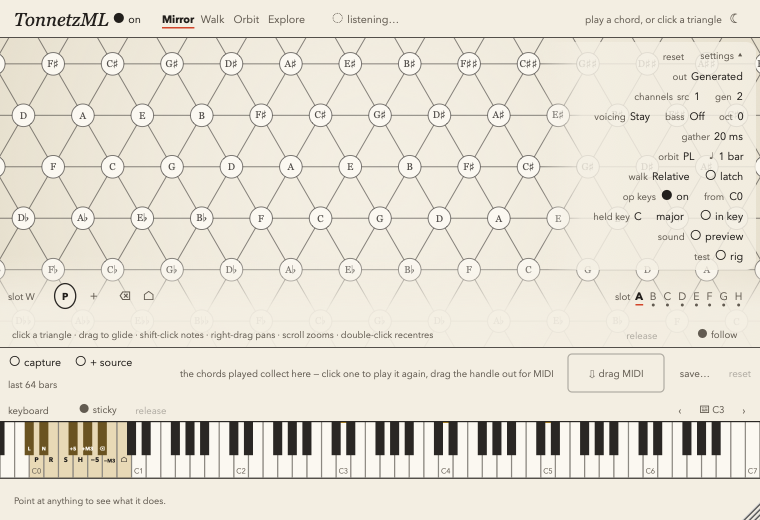 TonnetzML on Mirror Walk Orbit Explore listening... play a chord, or click a triangle
reset settings
out Generated
channels src 1 gen 2
voicing Stay bass Off oct 0
gather 20 ms
orbit PL ♩ 1 bar
walk Relative latch
op keys on from C0
held key C major in key
sound preview
test rig
F♯ C♯ G♯ D♯ A♯ E♯ B♯ F♯♯ C♯♯
D A E B F♯ C♯ G♯ D♯ A♯ E♯
F C G D A E B F♯ C♯
D♭ A♭ E♭ B♭ F C G D A E
F♭ C♭ G♭ D♭ A♭ E♭ B♭ F C G D A
slot W P + slot A B C D E F G H
click a triangle · drag to glide · shift-click notes · right-drag pans · scroll zooms · double-click recentres release follow
capture + source
last 64 bars
the chords played collect here – click one to play it again, drag the handle out for MIDI ⇩ drag MIDI save... reset
keyboard sticky release ‹ C3 ›
L N +5 +M3
P R S H −5 −M3
C0 C1 C2 C3 C4 C5 C6 C7
Point at anything to see what it does.